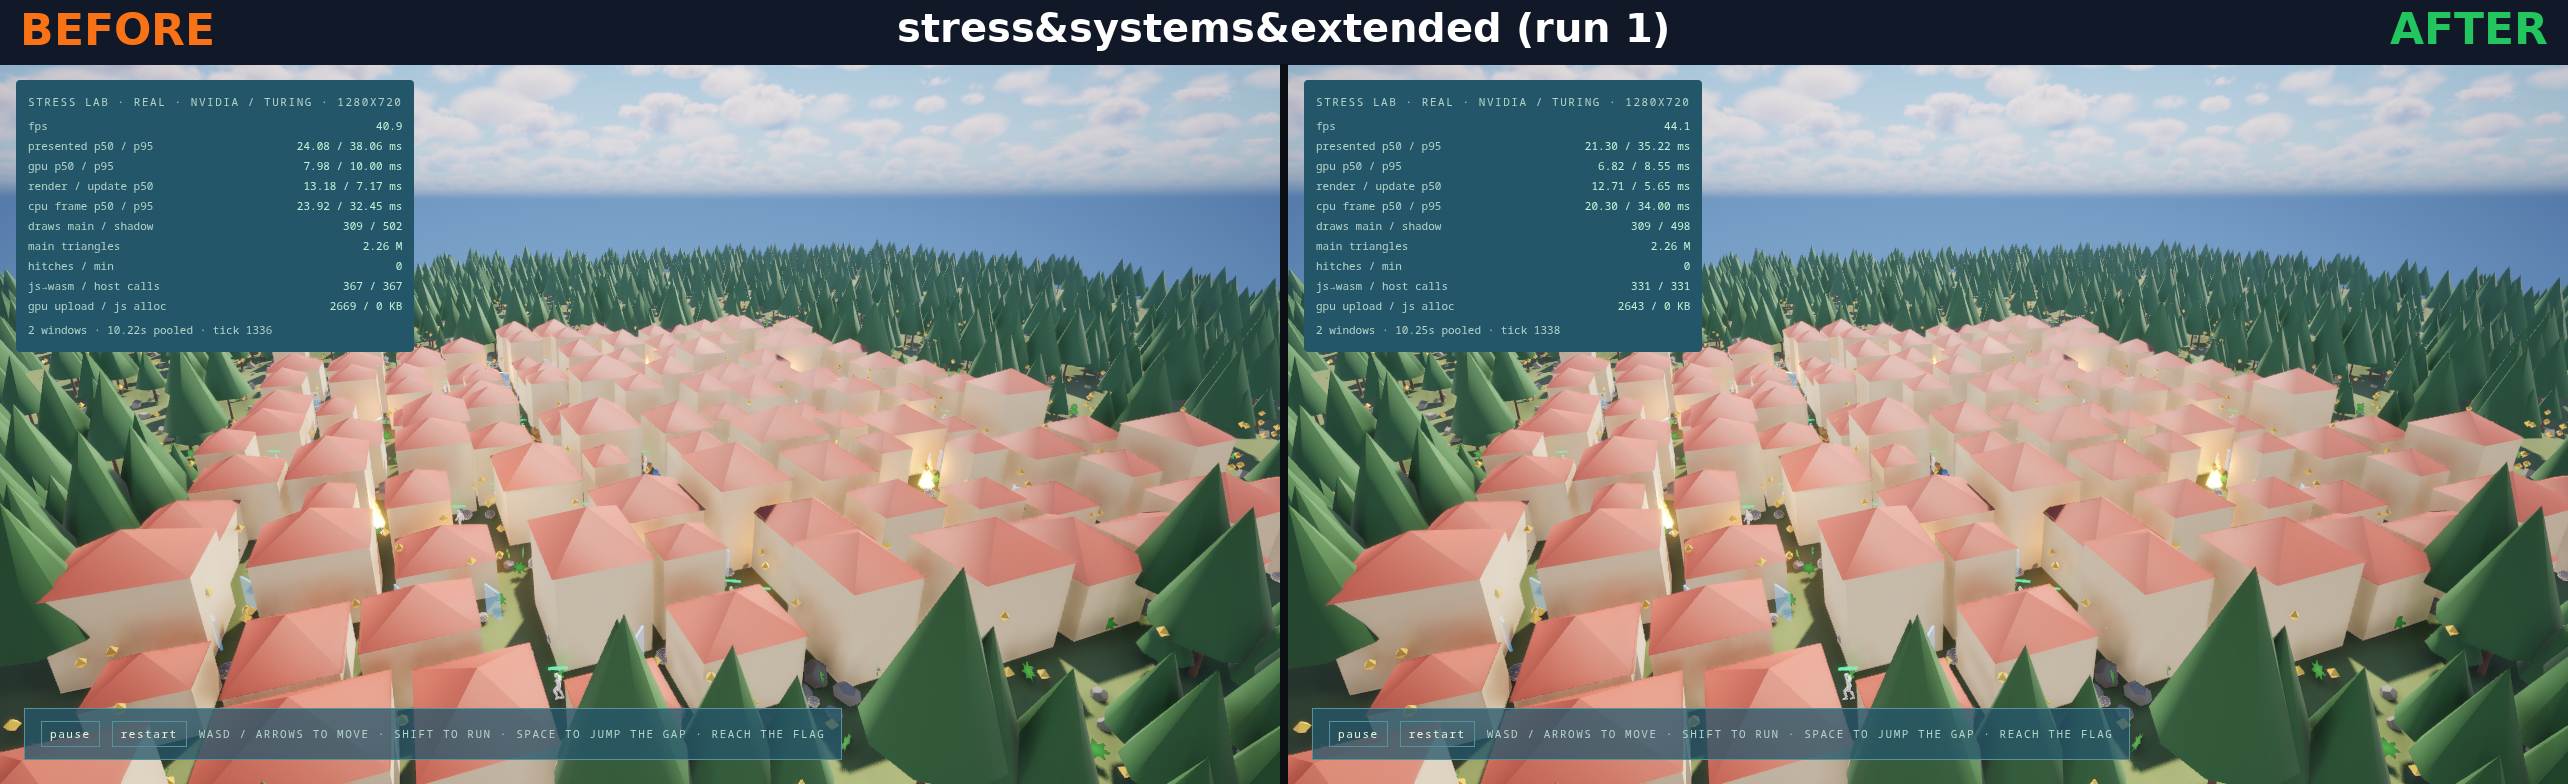 BEFORE stress&systems&extended (run 1) AFTER
STRESS LAB · REAL · NVIDIA / TURING · 1280X720
fps 40.9
presented p50 / p95 24.08 / 38.06 ms
gpu p50 / p95 7.98 / 10.00 ms
render / update p50 13.18 / 7.17 ms
cpu frame p50 / p95 23.92 / 32.45 ms
draws main / shadow 309 / 502
main triangles 2.26 M
hitches / min 0
js→wasm / host calls 367 / 367
gpu upload / js alloc 2669 / 0 KB
2 windows · 10.22s pooled · tick 1336
pause restart WASD / ARROWS TO MOVE · SHIFT TO RUN · SPACE TO JUMP THE GAP · REACH THE FLAG
STRESS LAB · REAL · NVIDIA / TURING · 1280X720
fps 44.1
presented p50 / p95 21.30 / 35.22 ms
gpu p50 / p95 6.82 / 8.55 ms
render / update p50 12.71 / 5.65 ms
cpu frame p50 / p95 20.30 / 34.00 ms
draws main / shadow 309 / 498
main triangles 2.26 M
hitches / min 0
js→wasm / host calls 331 / 331
gpu upload / js alloc 2643 / 0 KB
2 windows · 10.25s pooled · tick 1338
pause restart WASD / ARROWS TO MOVE · SHIFT TO RUN · SPACE TO JUMP THE GAP · REACH THE FLAG